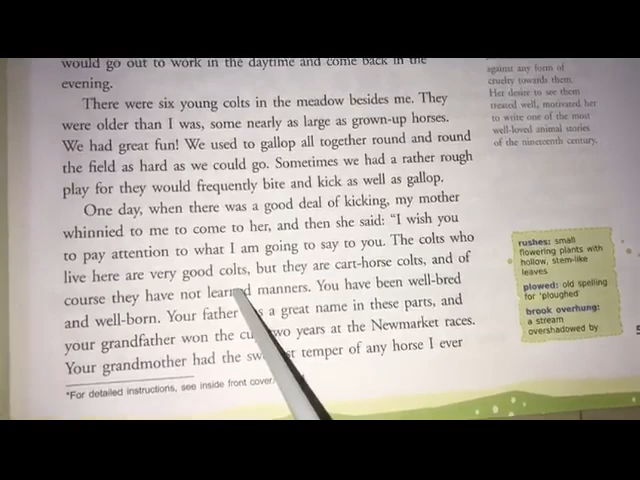 would go out to work in the daytime and come back in the
evening.
There were six young colts in the meadow besides me. They
were older than I was, some nearly as large as grown-up horses.
We had great fun! We used to gallop all together round and round
the field as hard as we could go. Sometimes we had a rather rough
play for they would frequently bite and kick as well as gallop.
One day, when there was a good deal of kicking, my mother
whinnied to me to come to her, and then she said: “I wish you
to pay attention to what I am going to say to you. The colts who
live here are very good colts, but they are cart-horse colts, and of
course they have not learned manners. You have been well-bred
and well-born. Your father a great name in these parts, and
your grandfather won the two years at the Newmarket races.
Your grandmother had the temper of any horse I ever
*For detailed instructions, see inside front cover.
against any form of
cruelty towards them.
Her desire to see them
treated well, motivated her
to write one of the most
well-loved animal stories
of the nineteenth century.
rushes: small
flowering plants with
hollow, stem-like
leaves
plowed: old spelling
for ‘ploughed’
brook overhung:
a stream
overshadowed by